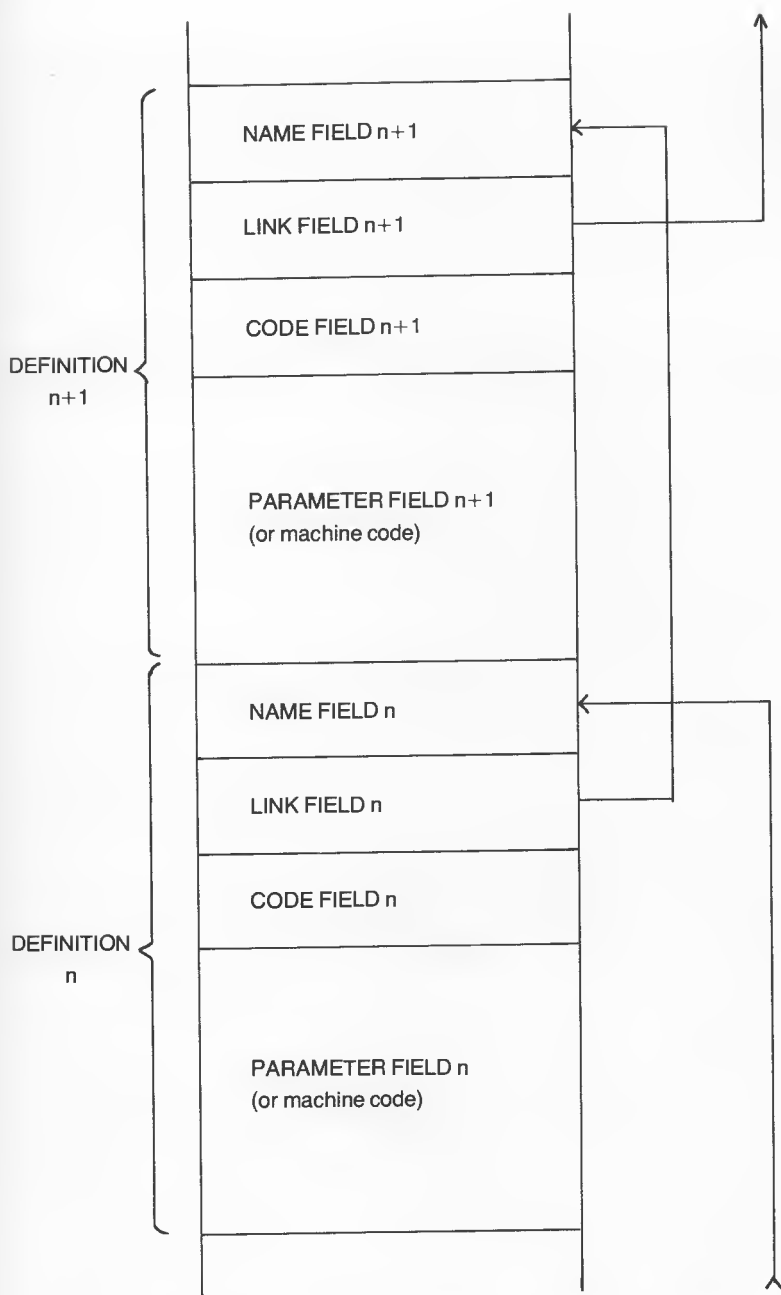 NAME FIELD n+1
LINK FIELD n+1
CODE FIELD n+1
DEFINITION
n+1
PARAMETER FIELD n+1
(or machine code)
NAME FIELD n
LINK FIELD n
CODE FIELD n
DEFINITION
n
PARAMETER FIELD n
(or machine code)